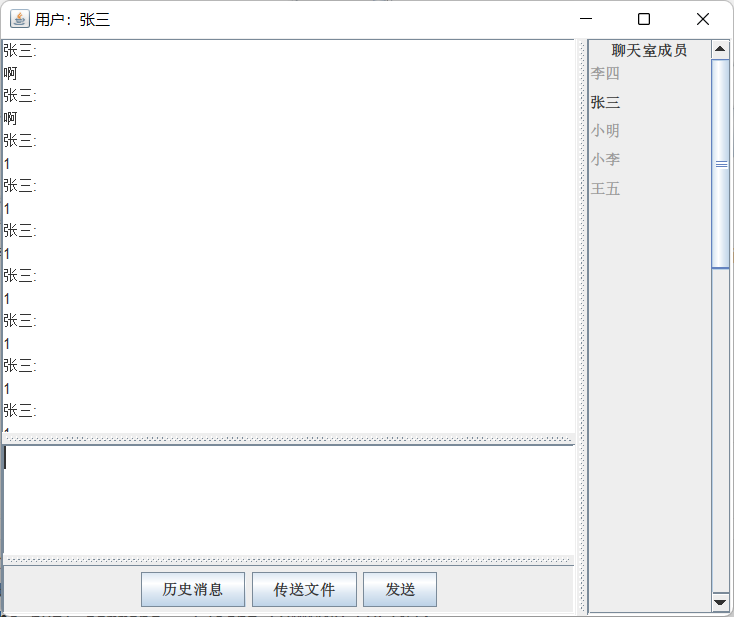 用户：张三
张三:
啊
张三:
啊
张三:
1
张三:
1
张三:
1
张三:
1
张三:
1
张三:
1
张三:
聊天室成员
李四
张三
小明
小李
王五
历史消息
传送文件
发送